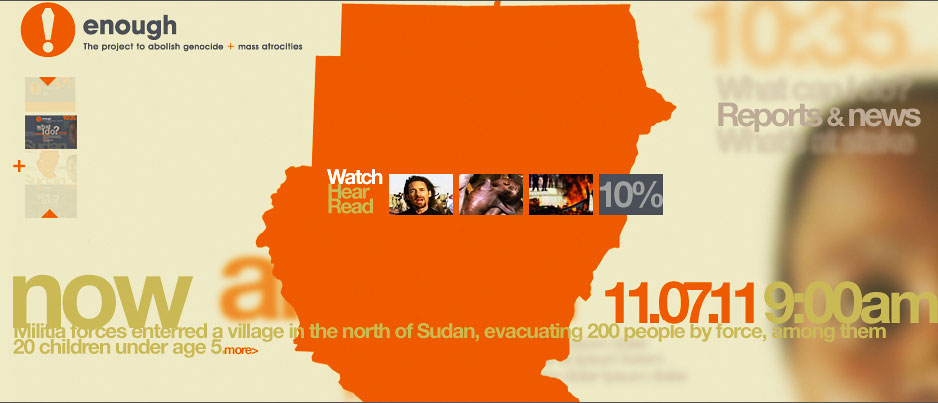 enough
The project to abolish genocide + mass atrocities
10:35
What can I do?
Reports & news
What's at stake
what
I do?
+
Watch
Hear
Read
10%
now
a
11.07.11 9:00am
Militia forces enterred a village in the north of Sudan, evacuating 200 people by force, among them
20 children under age 5.more>